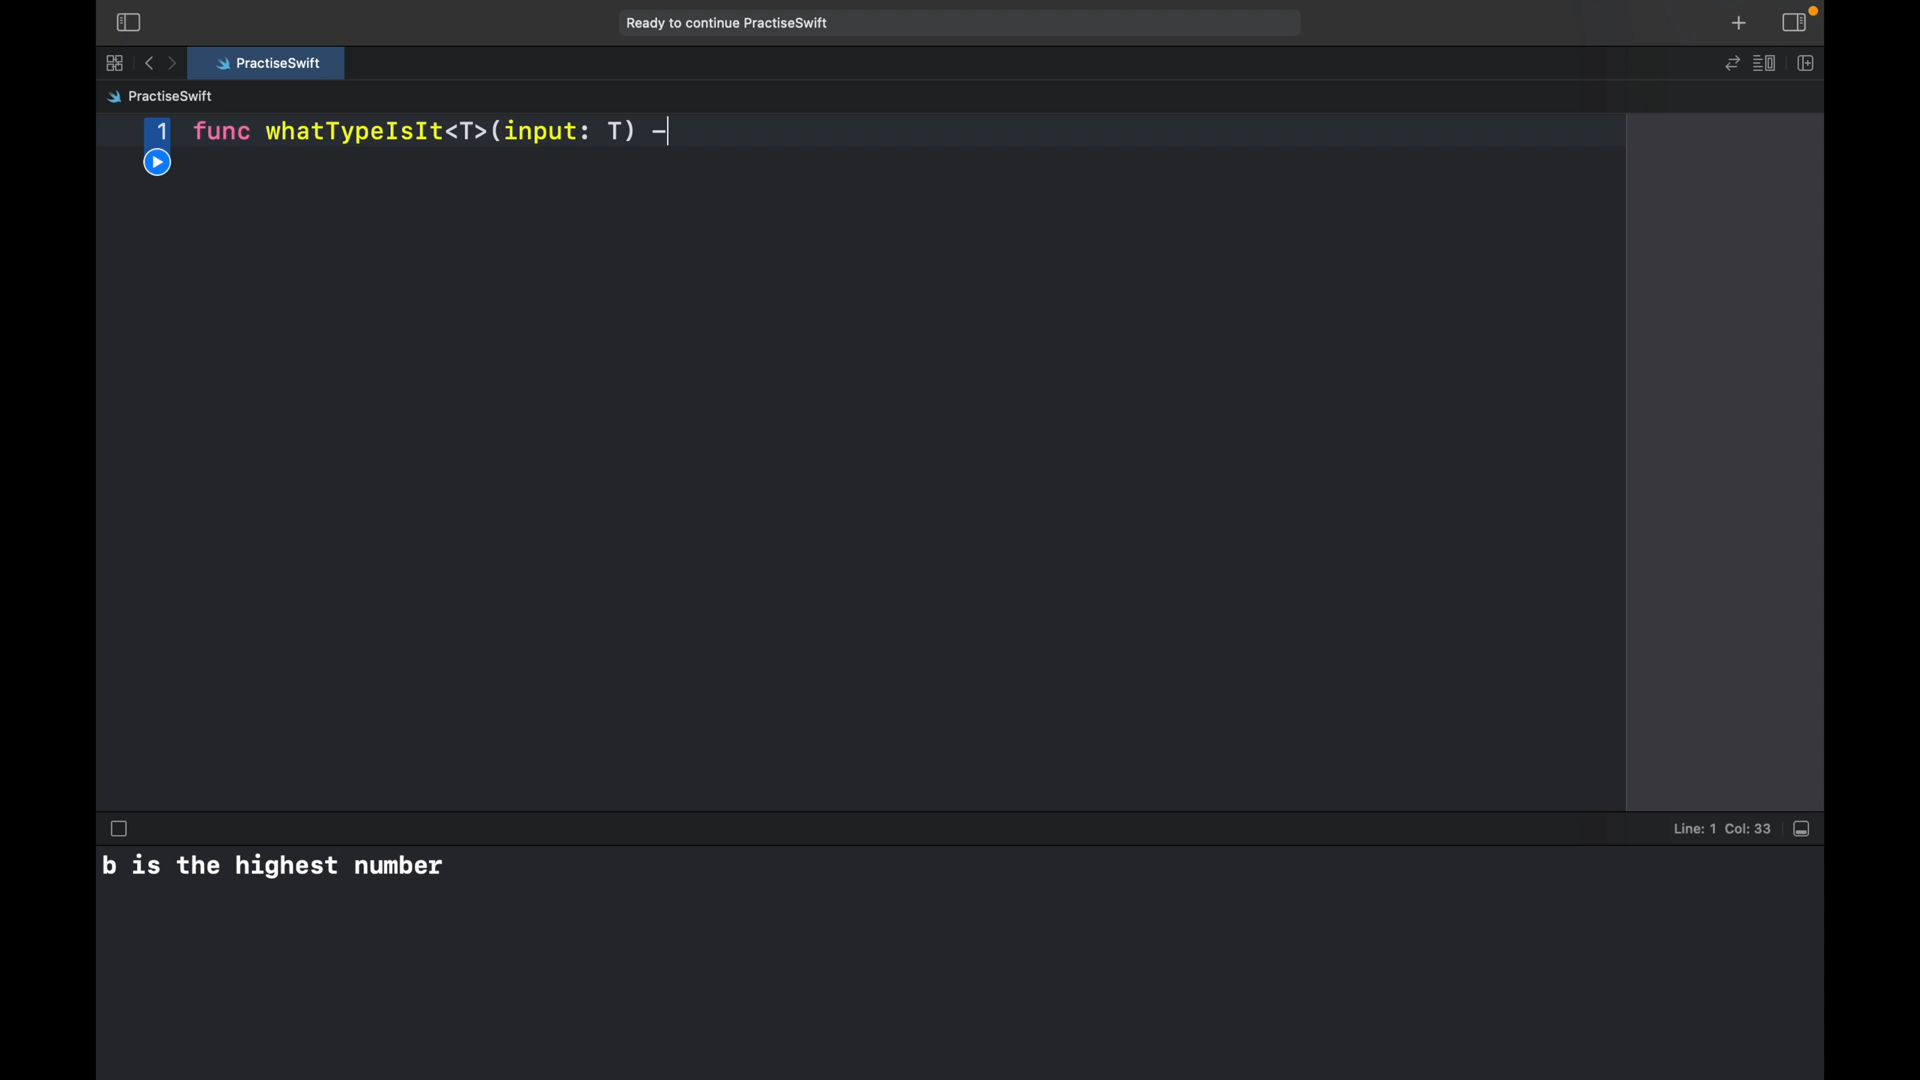 Ready to continue PractiseSwift
PractiseSwift
PractiseSwift
1 func whatTypeIsIt<T>(input: T) -
Line: 1 Col: 33
b is the highest number